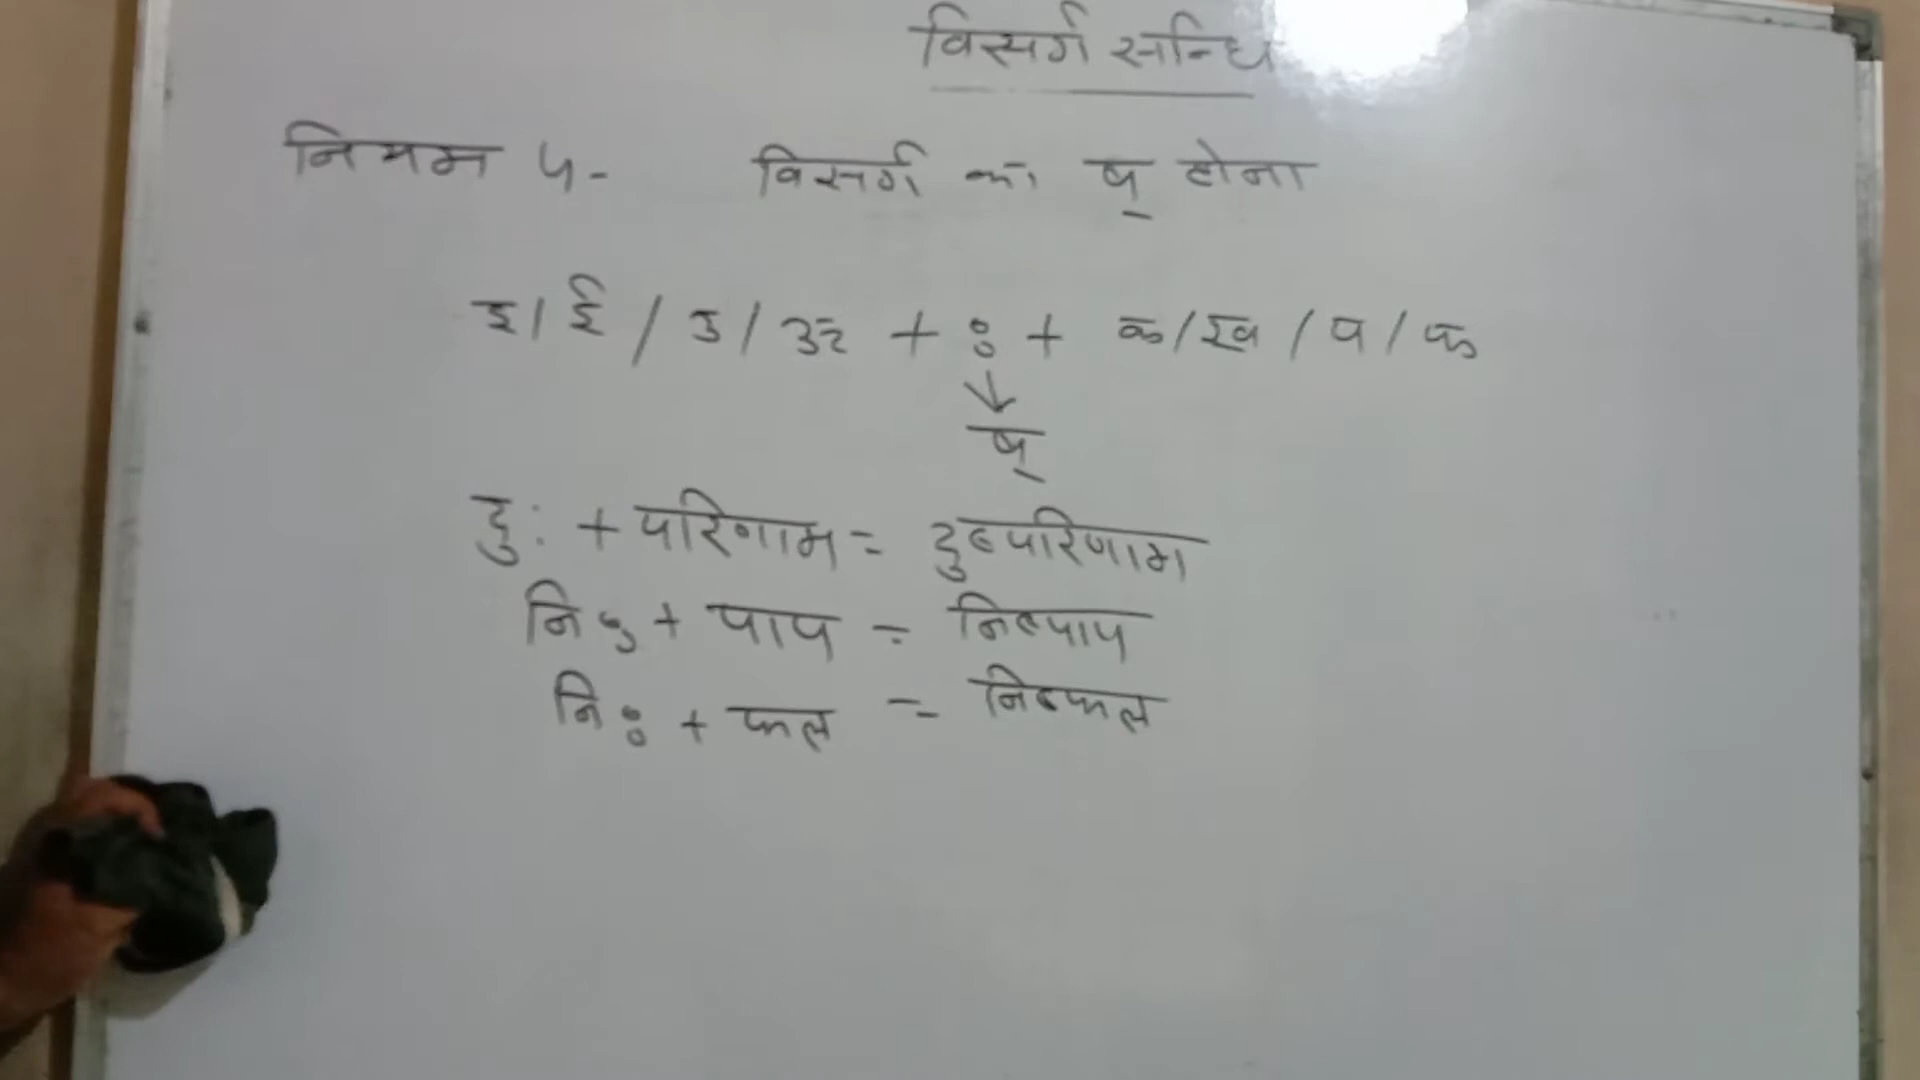 विसर्ग सन्धि
नियम 5- विसर्ग का ष् होना
इ/ई/उ/ऊ + ः + क/ख/प/फ
↓
ष्
दुः + परिणाम = दुष्परिणाम
निः + पाप = निष्पाप
निः + फल = निष्फल